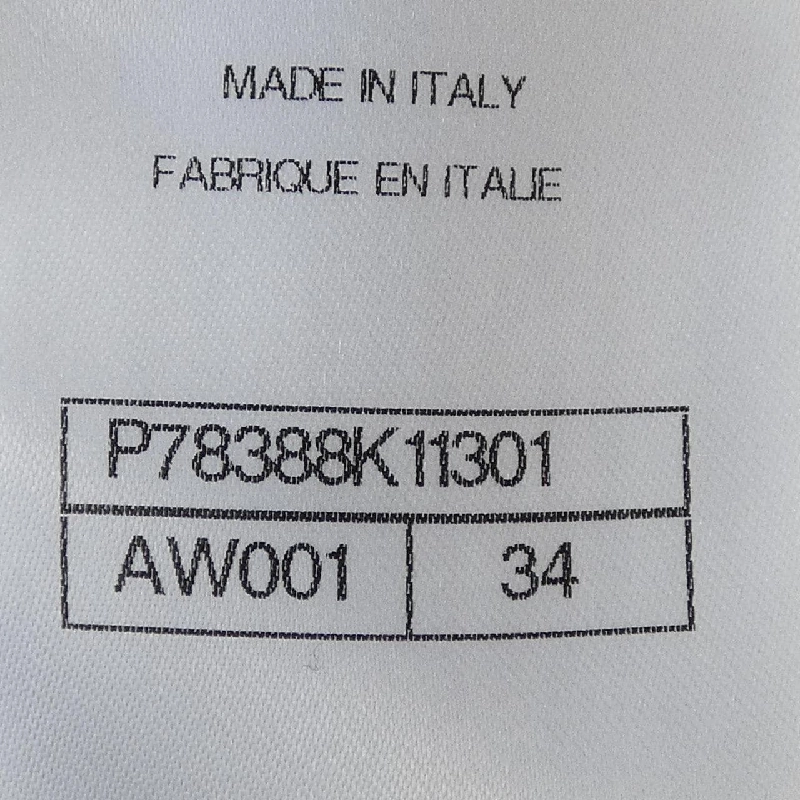 MADE IN ITALY
FABRIQUE EN ITALIE
P78388K11301
AW001 34